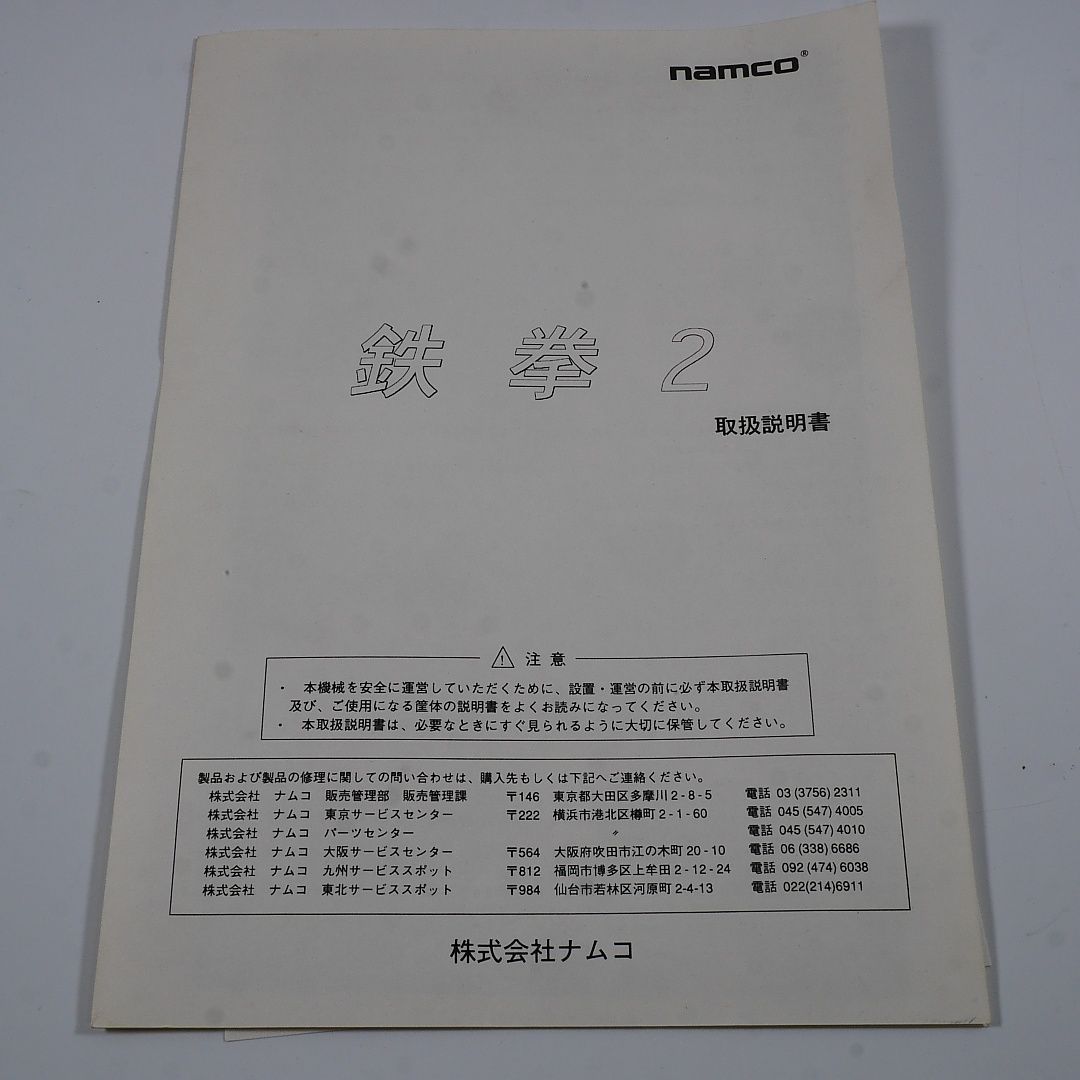 namco®
鉄 拳 2
取扱説明書
⚠ 注 意
・ 本機械を安全に運営していただくために、設置・運営の前に必ず本取扱説明書
及び、ご使用になる筐体の説明書をよくお読みになってください。
・ 本取扱説明書は、必要なときにすぐ見られるように大切に保管してください。
製品および製品の修理に関しての問い合わせは、購入先もしくは下記へご連絡ください。
株式会社 ナムコ 販売管理部 販売管理課 〒146 東京都大田区多摩川2-8-5 電話 03(3756)2311
株式会社 ナムコ 東京サービスセンター 〒222 横浜市港北区樽町2-1-60 電話 045(547)4005
株式会社 ナムコ パーツセンター 〃 電話 045(547)4010
株式会社 ナムコ 大阪サービスセンター 〒564 大阪府吹田市江の木町20-10 電話 06(338)6686
株式会社 ナムコ 九州サービススポット 〒812 福岡市博多区上牟田2-12-24 電話 092(474)6038
株式会社 ナムコ 東北サービススポット 〒984 仙台市若林区河原町2-4-13 電話 022(214)6911
株式会社ナムコ